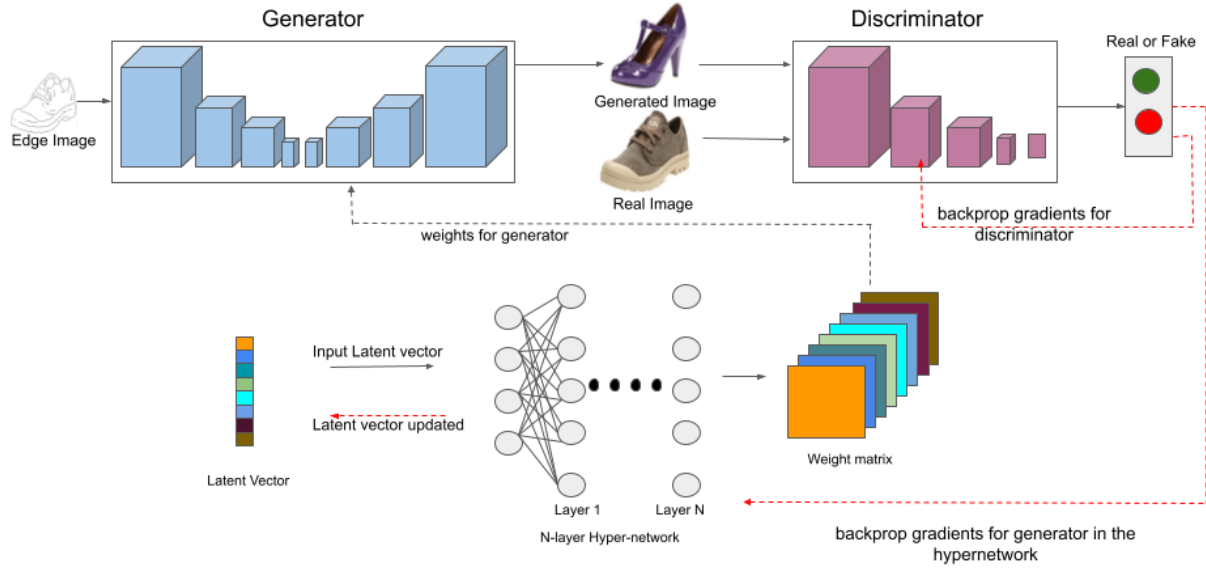 Generator
Discriminator
Real or Fake
Edge Image
Generated Image
Real Image
backprop gradients for
discriminator
weights for generator
Input Latent vector
Latent vector updated
Latent Vector
Weight matrix
Layer 1
Layer N
N-layer Hyper-network
backprop gradients for generator in the
hypernetwork